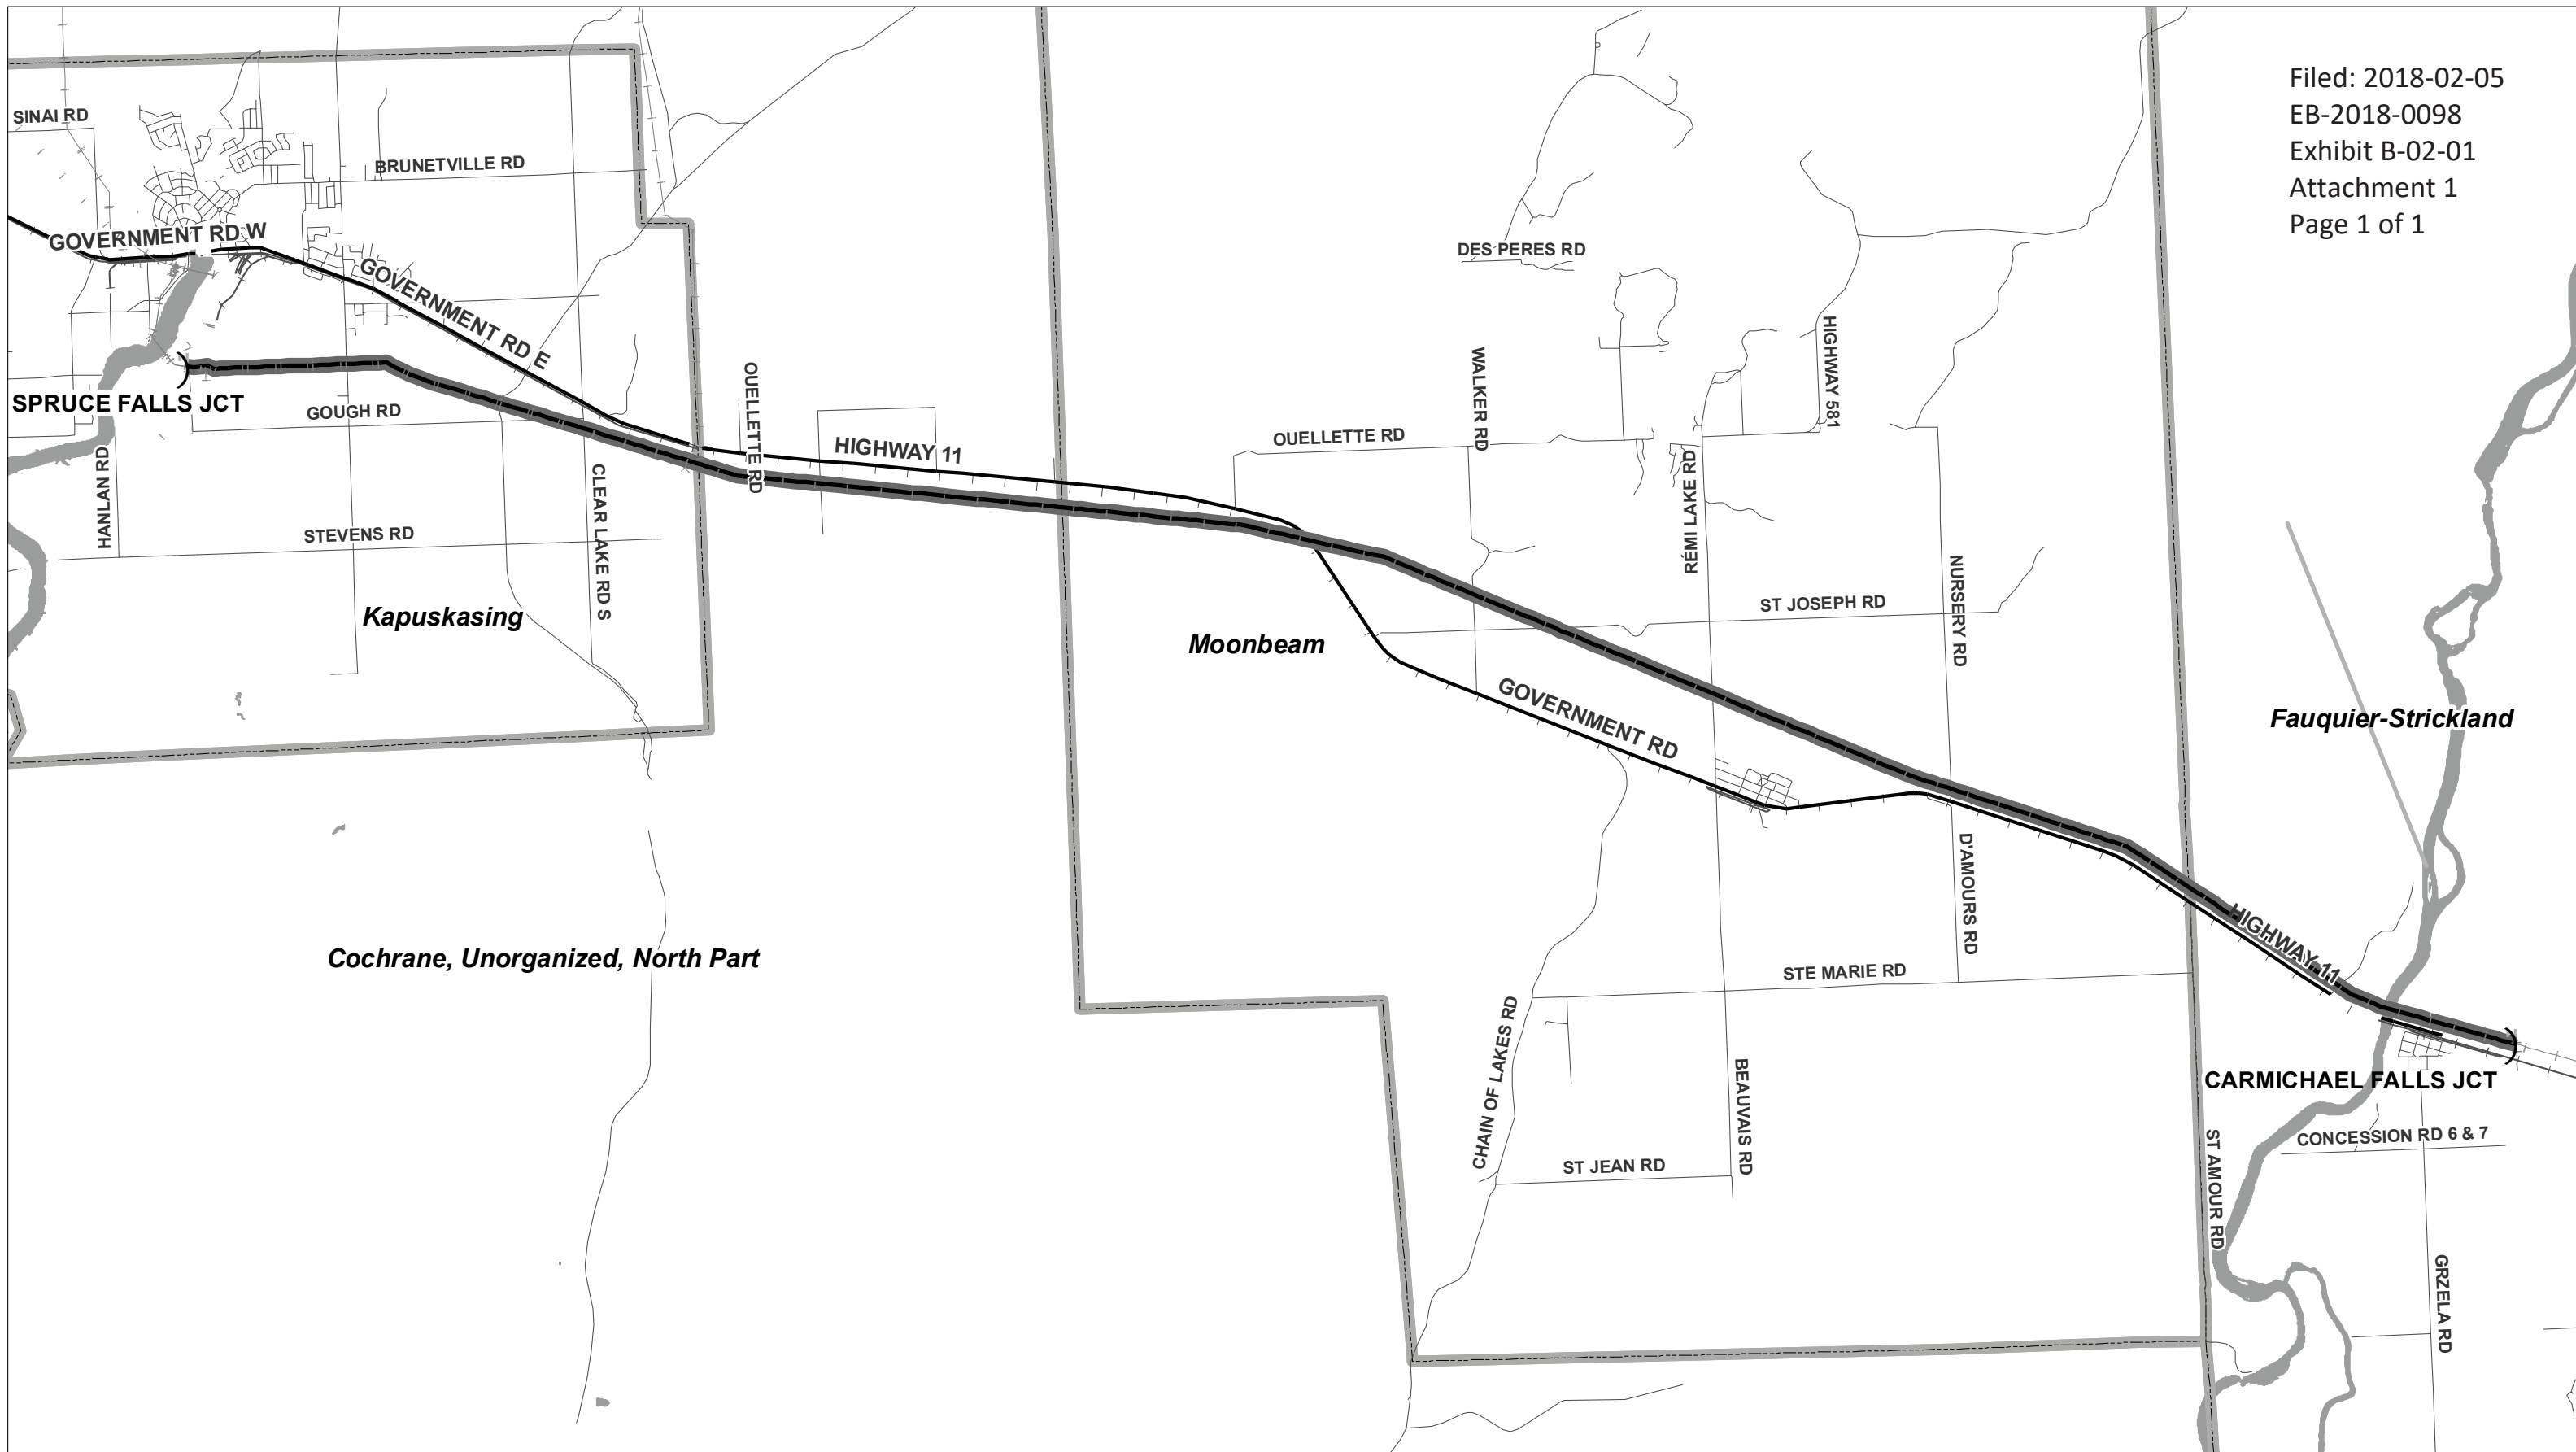 Filed: 2018-02-05
EB-2018-0098
Exhibit B-02-01
Attachment 1
Page 1 of 1
SINAI RD
BRUNETVILLE RD
GOVERNMENT RD W
GOVERNMENT RD E
DES PERES RD
HIGHWAY 581
WALKER RD
OUELLETTE RD
SPRUCE FALLS JCT
GOUGH RD
HIGHWAY 11
OUELLETTE RD
RÉMI LAKE RD
HANLAN RD
CLEAR LAKE RD S
STEVENS RD
NURSERY RD
ST JOSEPH RD
Kapuskasing
Moonbeam
GOVERNMENT RD
Fauquier-Strickland
D'AMOURS RD
HIGHWAY 11
Cochrane, Unorganized, North Part
STE MARIE RD
CHAIN OF LAKES RD
BEAUVAIS RD
CARMICHAEL FALLS JCT
CONCESSION RD 6 & 7
ST JEAN RD
ST AMOUR RD
GRZELA RD